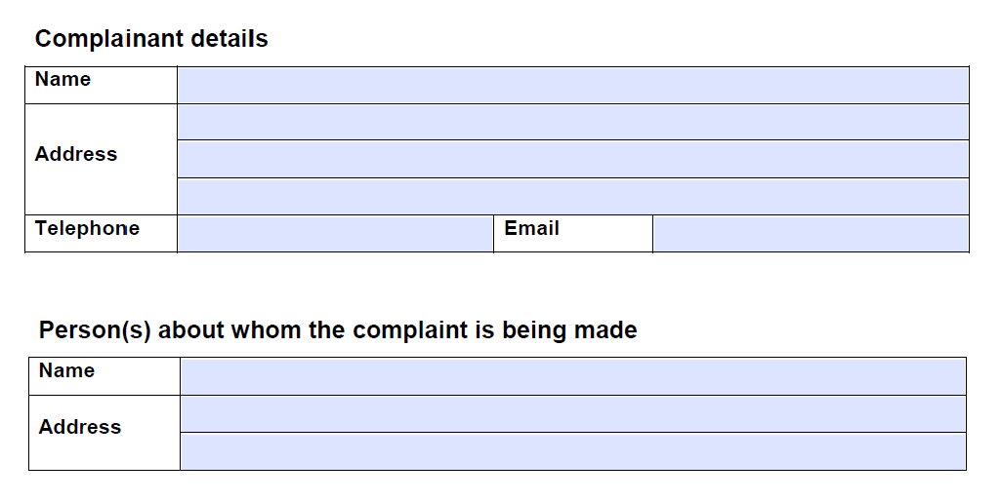 Complainant details
Name
Address
Telephone Email
Person(s) about whom the complaint is being made
Name
Address